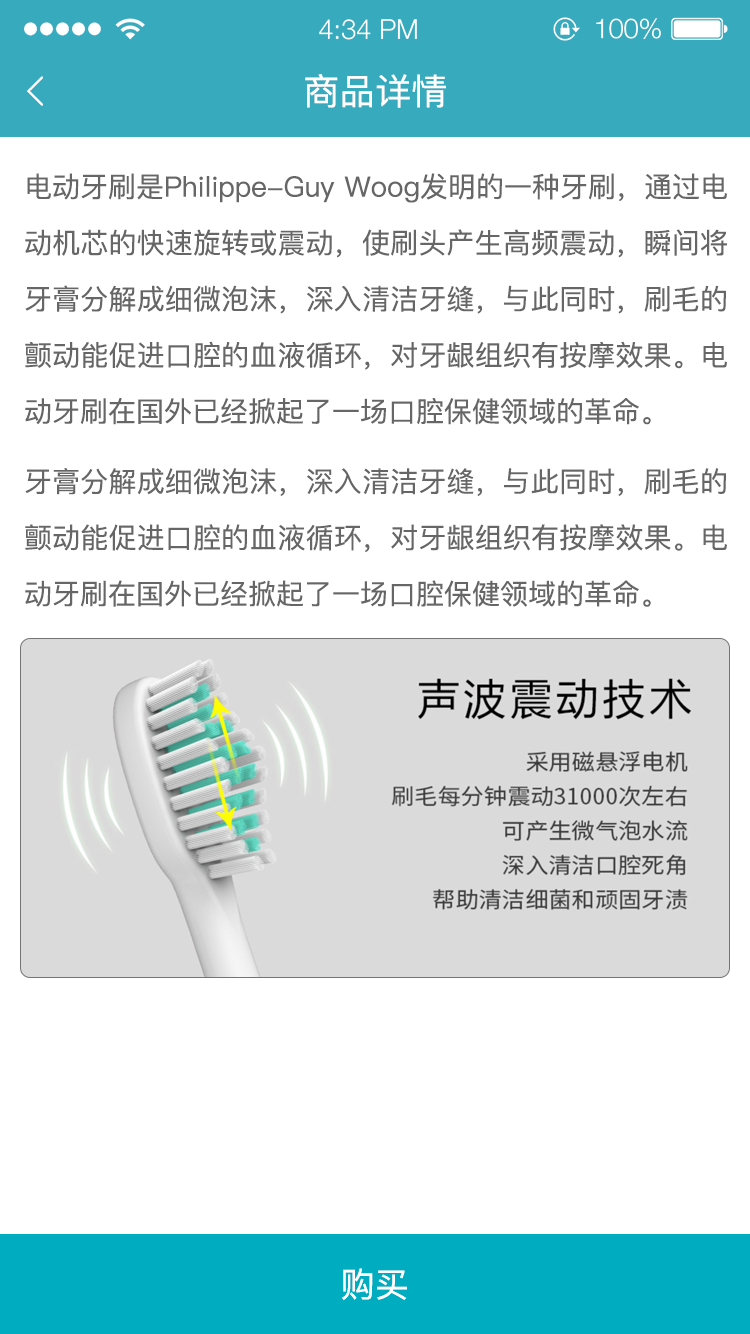 4:34 PM 100%
商品详情
电动牙刷是Philippe-Guy Woog发明的一种牙刷，通过电
动机芯的快速旋转或震动，使刷头产生高频震动，瞬间将
牙膏分解成细微泡沫，深入清洁牙缝，与此同时，刷毛的
颤动能促进口腔的血液循环，对牙龈组织有按摩效果。电
动牙刷在国外已经掀起了一场口腔保健领域的革命。
牙膏分解成细微泡沫，深入清洁牙缝，与此同时，刷毛的
颤动能促进口腔的血液循环，对牙龈组织有按摩效果。电
动牙刷在国外已经掀起了一场口腔保健领域的革命。
声波震动技术
采用磁悬浮电机
刷毛每分钟震动31000次左右
可产生微气泡水流
深入清洁口腔死角
帮助清洁细菌和顽固牙渍
购买